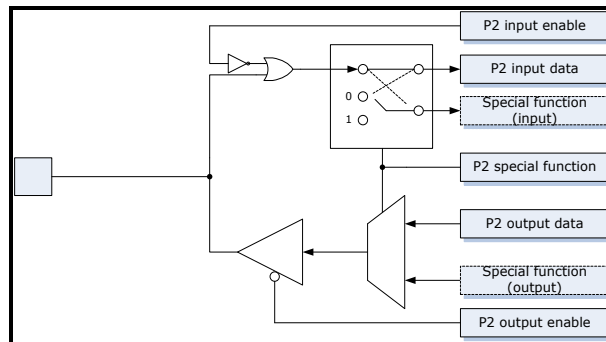 P2 input enable
P2 input data
Special function
(input)
0
1
P2 special function
P2 output data
Special function
(output)
P2 output enable